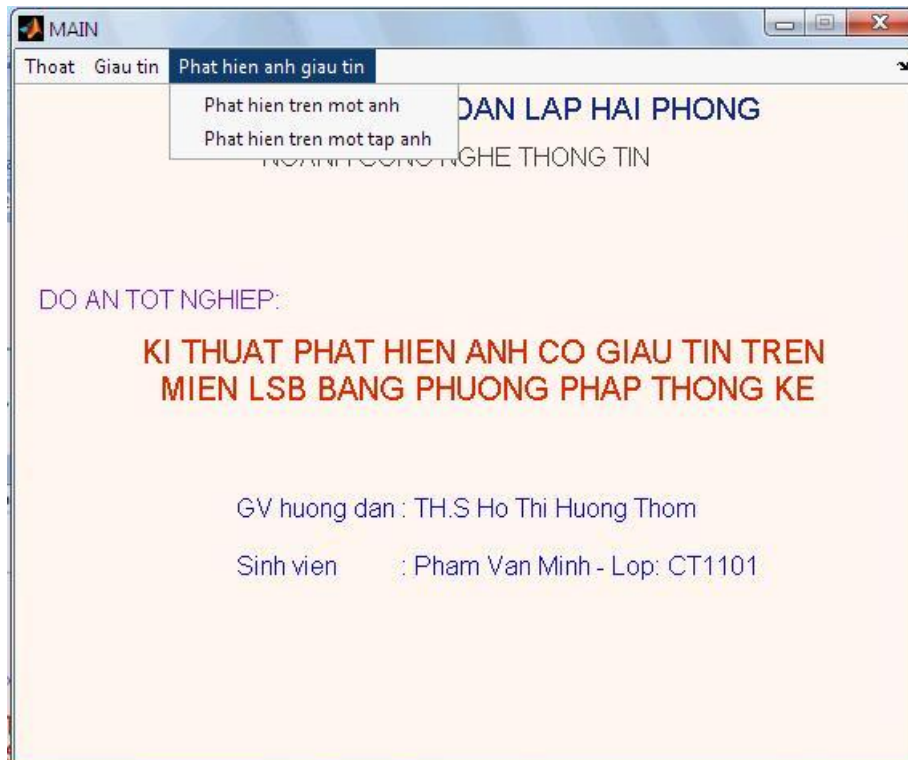 MAIN
Thoat Giau tin Phat hien anh giau tin
Phat hien tren mot anh
Phat hien tren mot tap anh
DAN LAP HAI PHONG
NGHE THONG TIN
DO AN TOT NGHIEP:
KI THUAT PHAT HIEN ANH CO GIAU TIN TREN
MIEN LSB BANG PHUONG PHAP THONG KE
GV huong dan : TH.S Ho Thi Huong Thom
Sinh vien : Pham Van Minh - Lop: CT1101